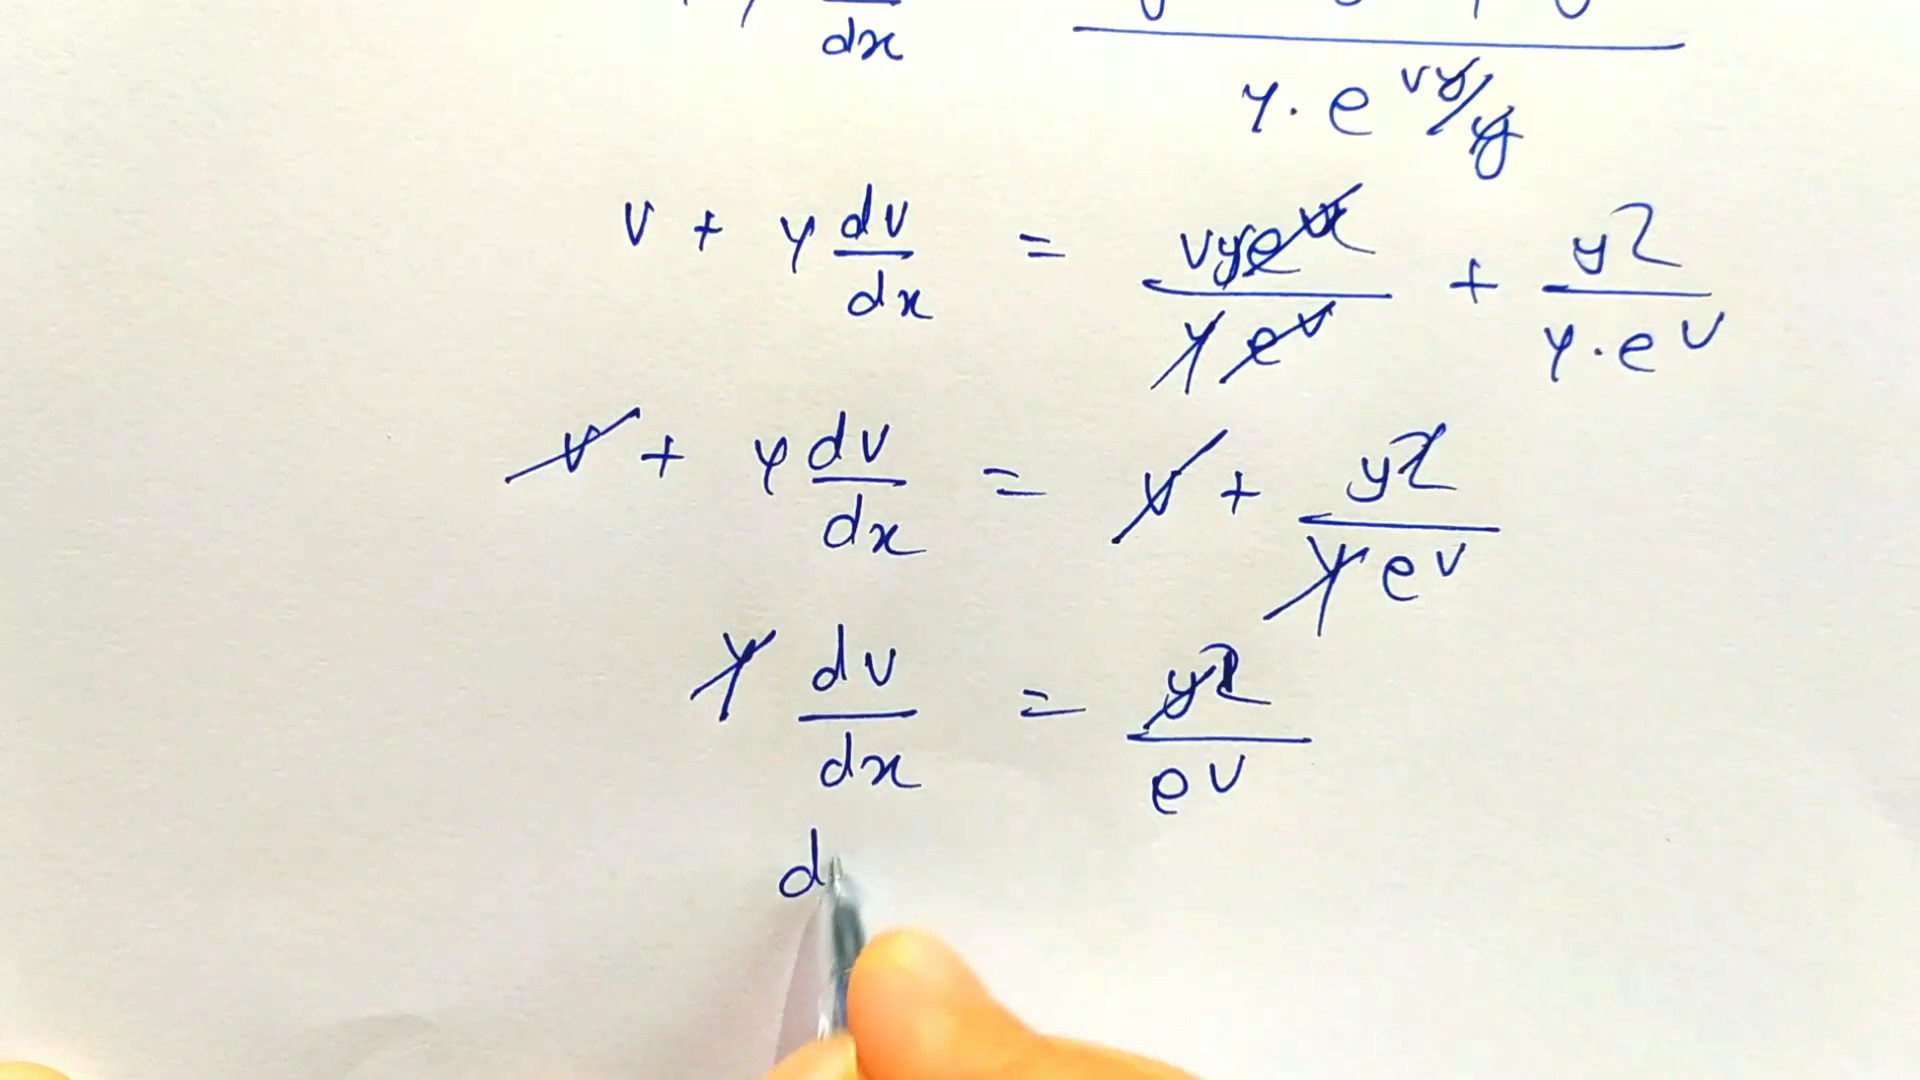 dx
y · e^{vy/y}
v + y dv/dx = vye^v/ye^v + y2/y · e^v
v + y dv/dx = v + y2/ye^v
y dv/dx = y2/e^v
d